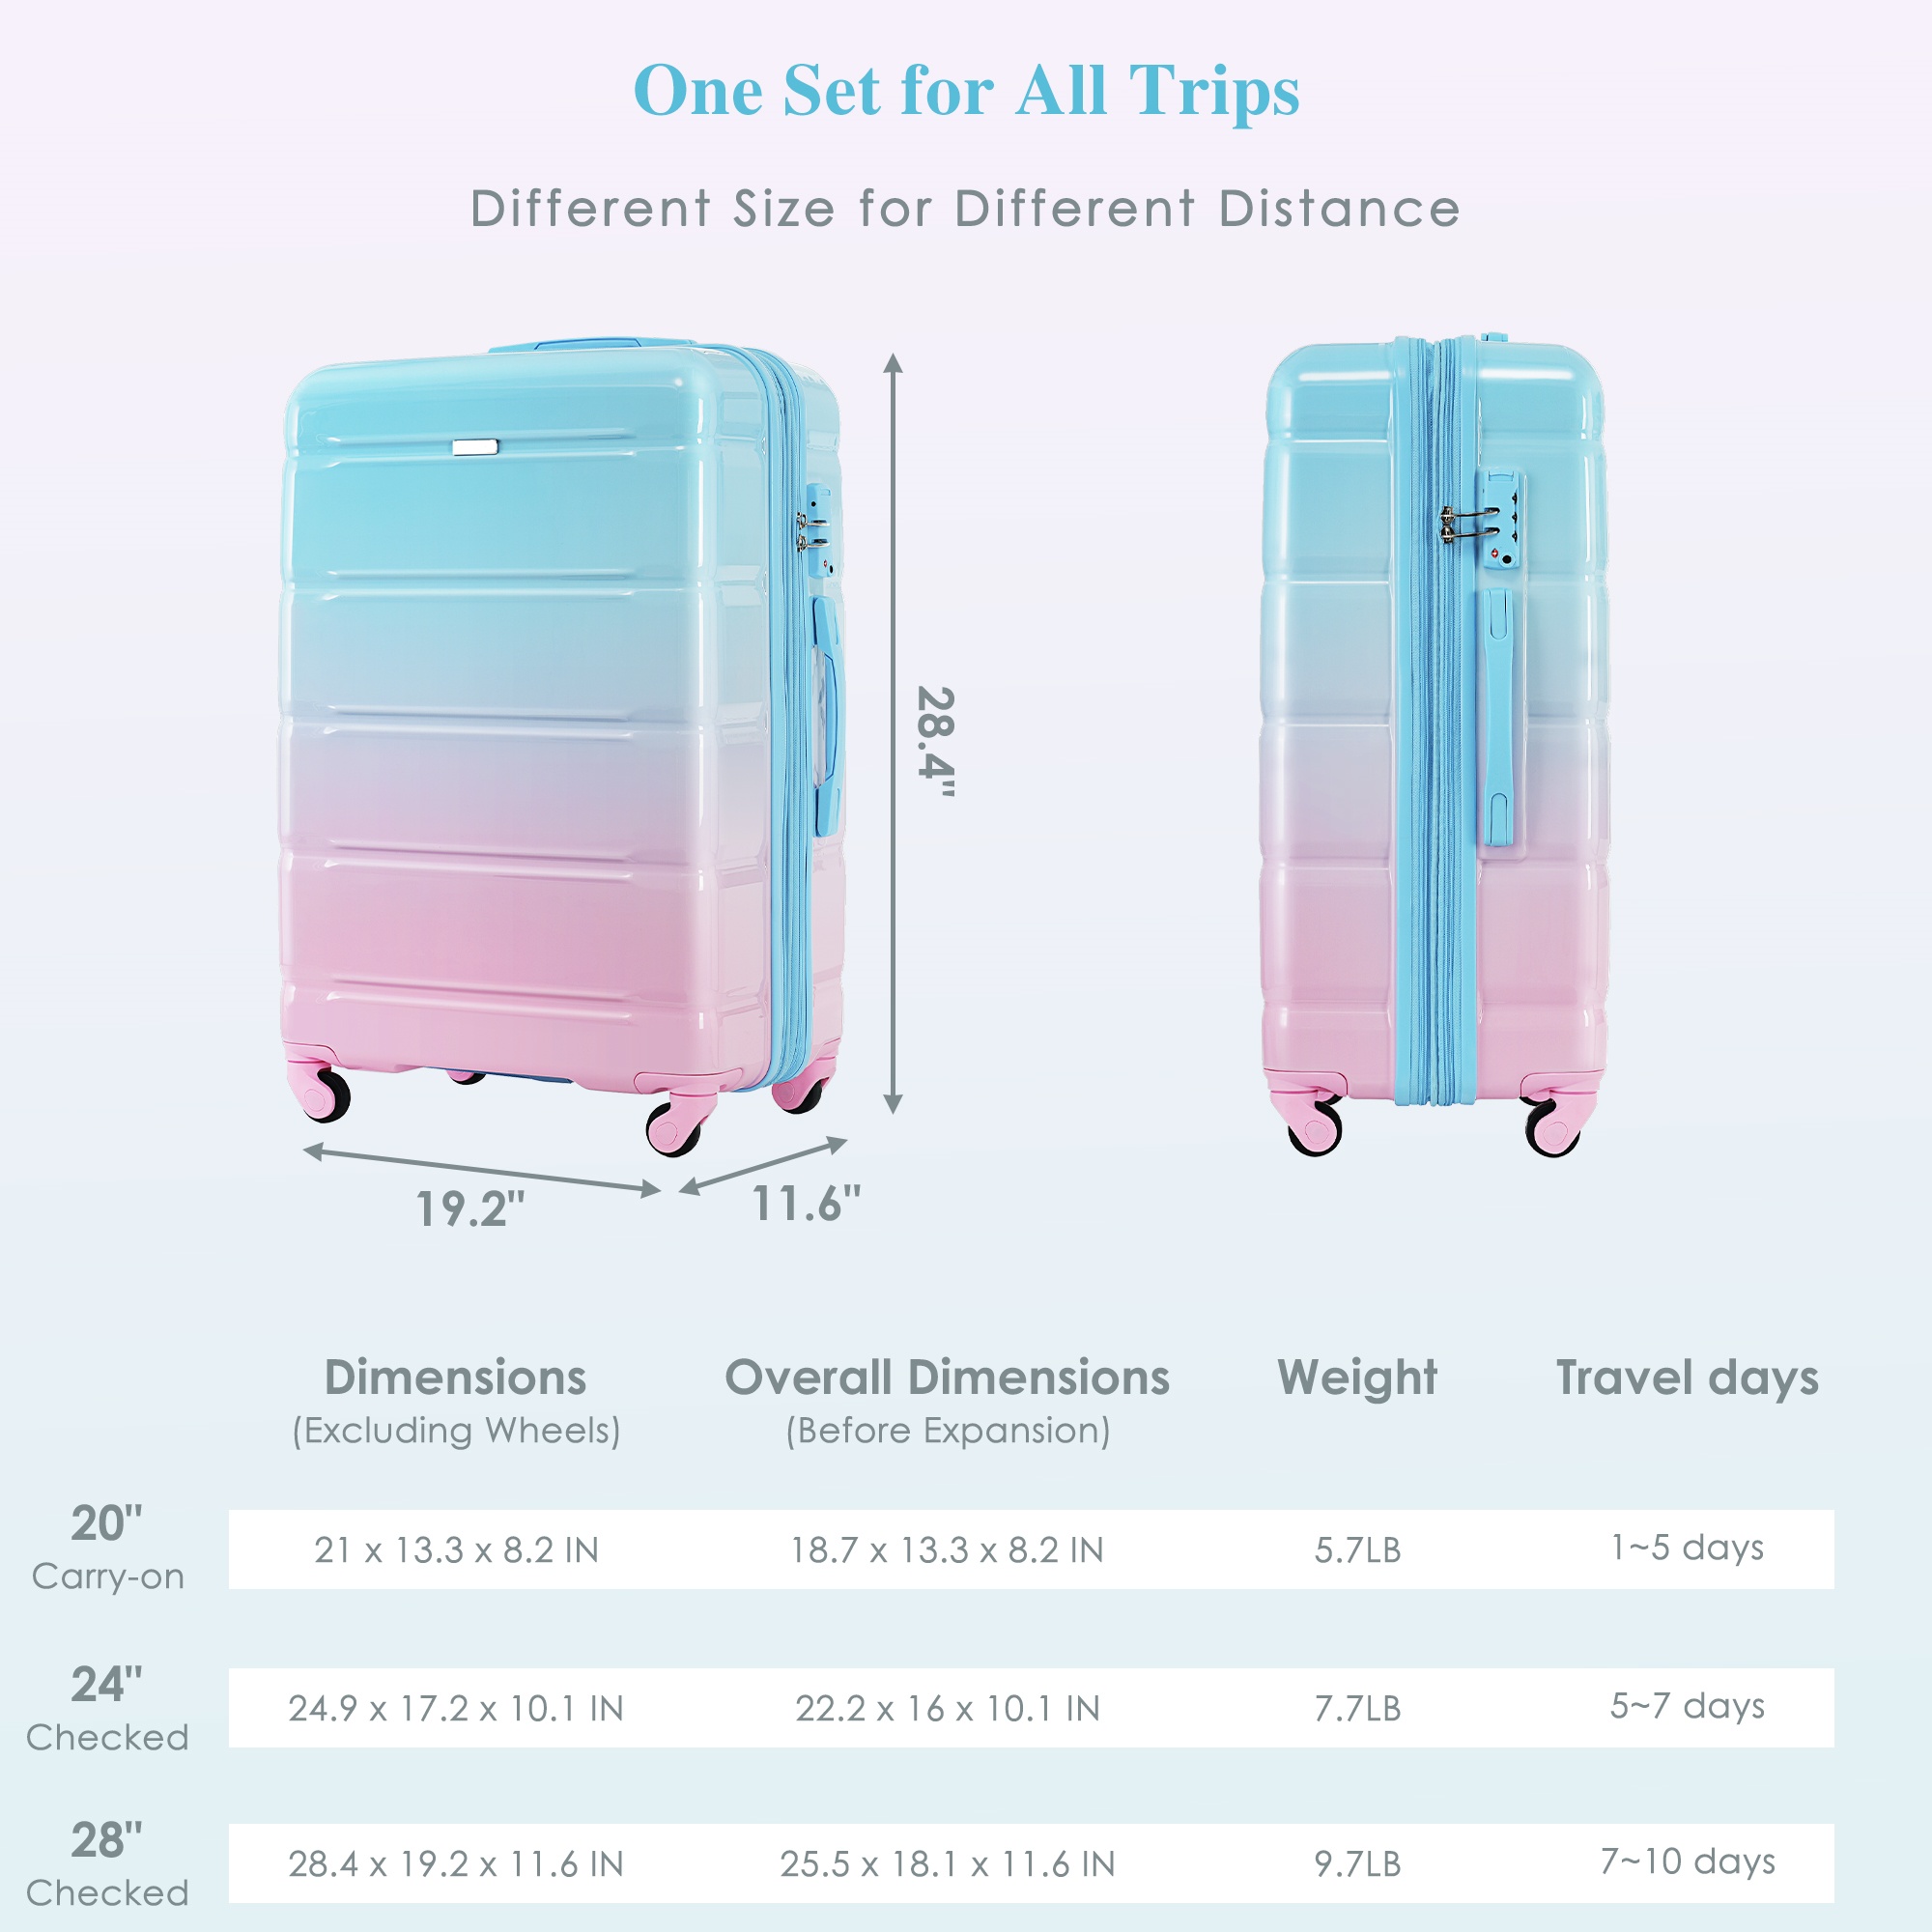 One Set for All Trips
Different Size for Different Distance
28.4"
19.2"
11.6"
Dimensions Overall Dimensions Weight Travel days
(Excluding Wheels) (Before Expansion)
20"
Carry-on
21 x 13.3 x 8.2 IN 18.7 x 13.3 x 8.2 IN 5.7LB 1~5 days
24"
Checked
24.9 x 17.2 x 10.1 IN 22.2 x 16 x 10.1 IN 7.7LB 5~7 days
28"
Checked
28.4 x 19.2 x 11.6 IN 25.5 x 18.1 x 11.6 IN 9.7LB 7~10 days